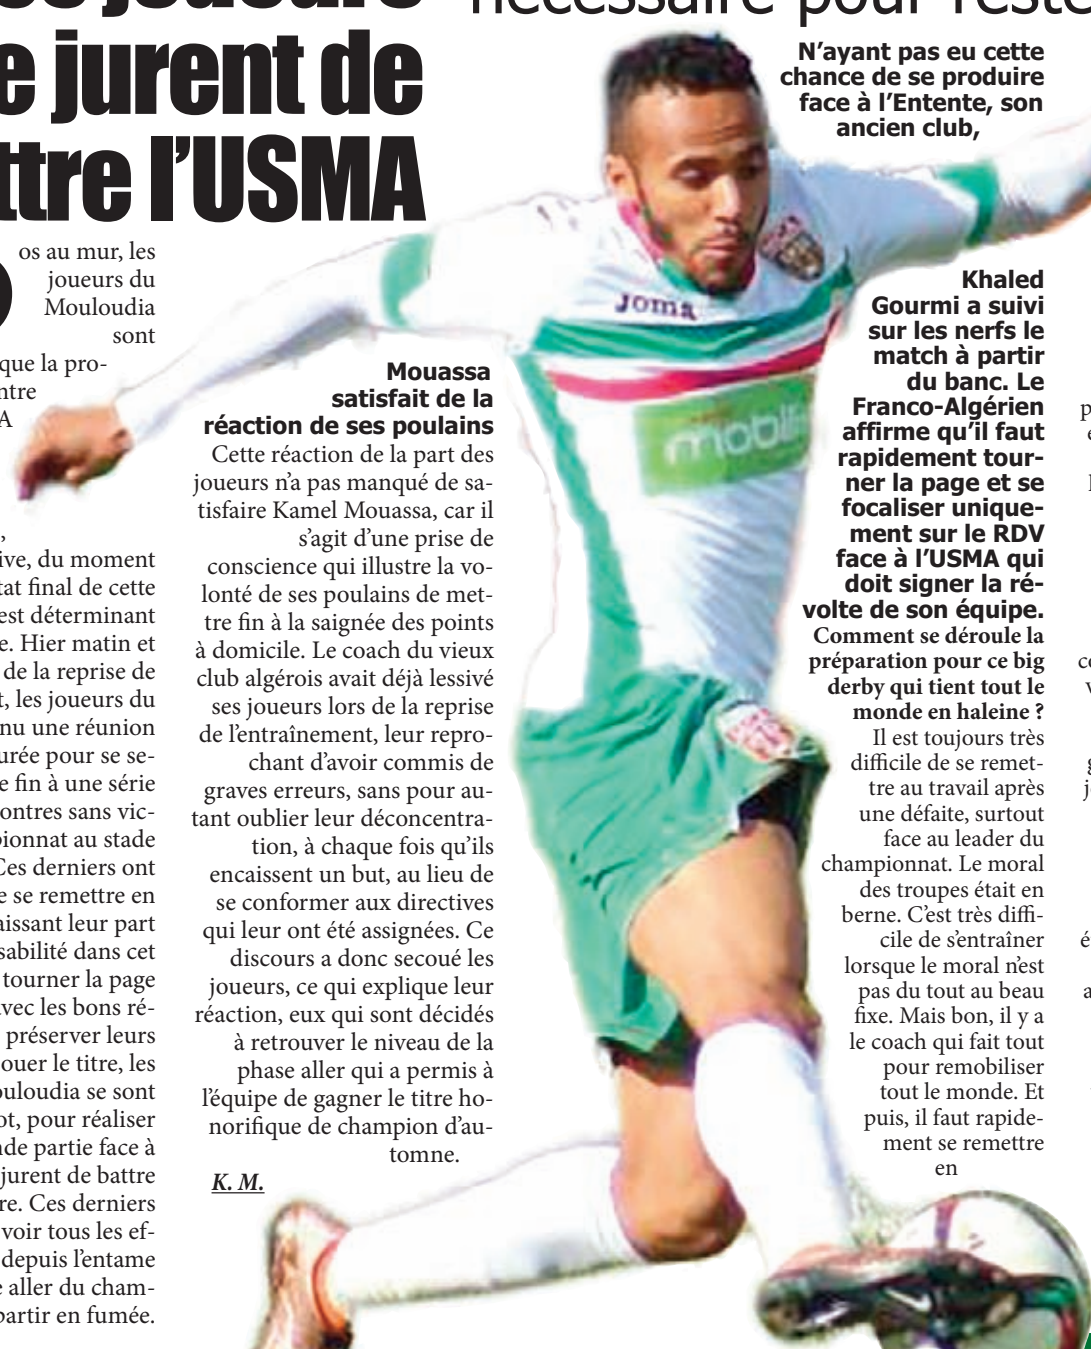 jurent de
l'USMA
nécessaire pour
os au mur, les
joueurs du
Mouloudia
sont
que la pro-
A
,
ive, du moment
tat final de cette
est déterminant
e. Hier matin et
de la reprise de
t, les joueurs du
nu une réunion
urée pour se se-
e fin à une série
ontres sans vic-
pionnat au stade
Ces derniers ont
e se remettre en
aissant leur part
sabilité dans cet
tourner la page
avec les bons ré-
préserver leurs
ouer le titre, les
ouloudia se sont
ot, pour réaliser
nde partie face à
jurent de battre
re. Ces derniers
voir tous les ef-
depuis l'entame
e aller du cham-
partir en fumée.
Mouassa
satisfait de la
réaction de ses poulains
Cette réaction de la part des
joueurs n'a pas manqué de sa-
tisfaire Kamel Mouassa, car il
s'agit d'une prise de
conscience qui illustre la vo-
lonté de ses poulains de met-
tre fin à la saignée des points
à domicile. Le coach du vieux
club algérois avait déjà lessivé
ses joueurs lors de la reprise
de l'entraînement, leur repro-
chant d'avoir commis de
graves erreurs, sans pour au-
tant oublier leur déconcentra-
tion, à chaque fois qu'ils
encaissent un but, au lieu de
se conformer aux directives
qui leur ont été assignées. Ce
discours a donc secoué les
joueurs, ce qui explique leur
réaction, eux qui sont décidés
à retrouver le niveau de la
phase aller qui a permis à
l'équipe de gagner le titre ho-
norifique de champion d'au-
tomne.
K. M.
N'ayant pas eu cette
chance de se produire
face à l'Entente, son
ancien club,
Khaled
Gourmi a suivi
sur les nerfs le
match à partir
du banc. Le
Franco-Algérien
affirme qu'il faut
rapidement tour-
ner la page et se
focaliser unique-
ment sur le RDV
face à l'USMA qui
doit signer la ré-
volte de son équipe.
Comment se déroule la
préparation pour ce big
derby qui tient tout le
monde en haleine ?
Il est toujours très
difficile de se remet-
tre au travail après
une défaite, surtout
face au leader du
championnat. Le moral
des troupes était en
berne. C'est très diffi-
cile de s'entraîner
lorsque le moral n'est
pas du tout au beau
fixe. Mais bon, il y a
le coach qui fait tout
pour remobiliser
tout le monde. Et
puis, il faut rapide-
ment se remettre
en
Joma
mobili